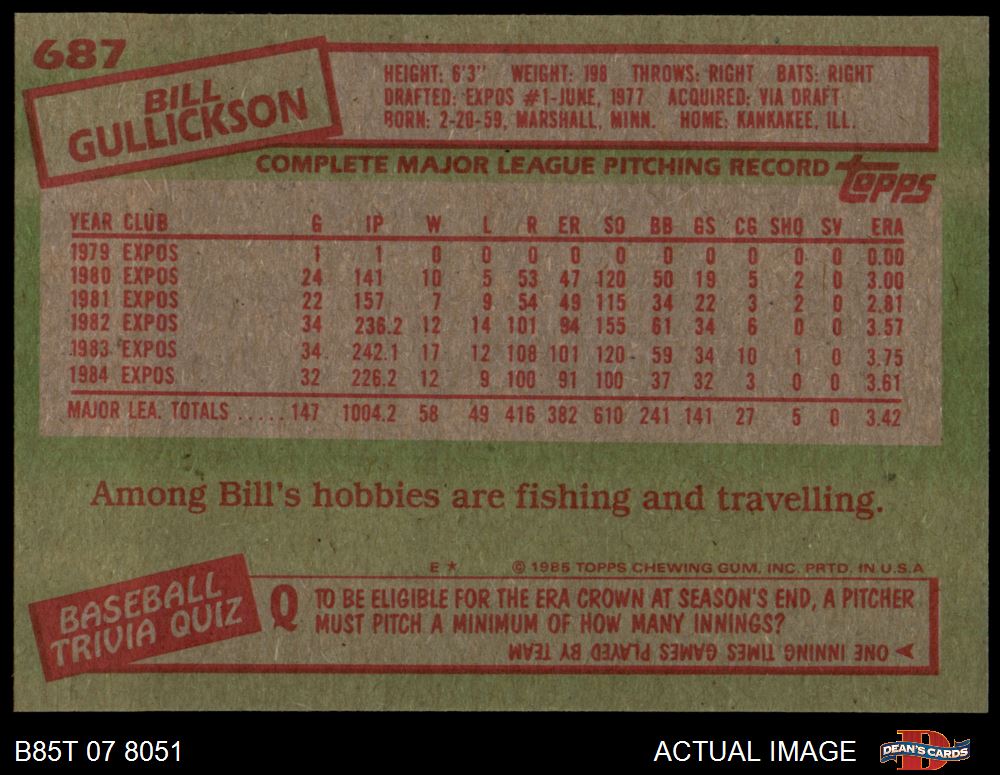 687
BILL
GULLICKSON
HEIGHT: 6'3" WEIGHT: 198 THROWS: RIGHT BATS: RIGHT
DRAFTED: EXPOS #1-JUNE, 1977 ACQUIRED: VIA DRAFT
BORN: 2-20-59, MARSHALL, MINN. HOME: KANKAKEE, ILL.
COMPLETE MAJOR LEAGUE PITCHING RECORD topps
YEAR CLUB G IP W L R ER SO BB GS CG SHO SV ERA
1979 EXPOS 1 1 0 0 0 0 0 0 0 0 0 0 0.00
1980 EXPOS 24 141 10 5 53 47 120 50 19 5 2 0 3.00
1981 EXPOS 22 157 7 9 54 49 115 34 22 3 2 0 2.81
1982 EXPOS 34 236.2 12 14 101 94 155 61 34 6 0 0 3.57
1983 EXPOS 34 242.1 17 12 108 101 120 59 34 10 1 0 3.75
1984 EXPOS 32 226.2 12 9 100 91 100 37 32 3 0 0 3.61
MAJOR LEA. TOTALS ..... 147 1004.2 58 49 416 382 610 241 141 27 5 0 3.42
Among Bill's hobbies are fishing and travelling.
E * © 1985 TOPPS CHEWING GUM, INC. PRTD. IN U.S.A
BASEBALL
TRIVIA QUIZ
Q TO BE ELIGIBLE FOR THE ERA CROWN AT SEASON'S END, A PITCHER
MUST PITCH A MINIMUM OF HOW MANY INNINGS?
ONE INNING TIMES GAMES PLAYED BY TEAM
B85T 07 8051 ACTUAL IMAGE DEAN'S CARDS